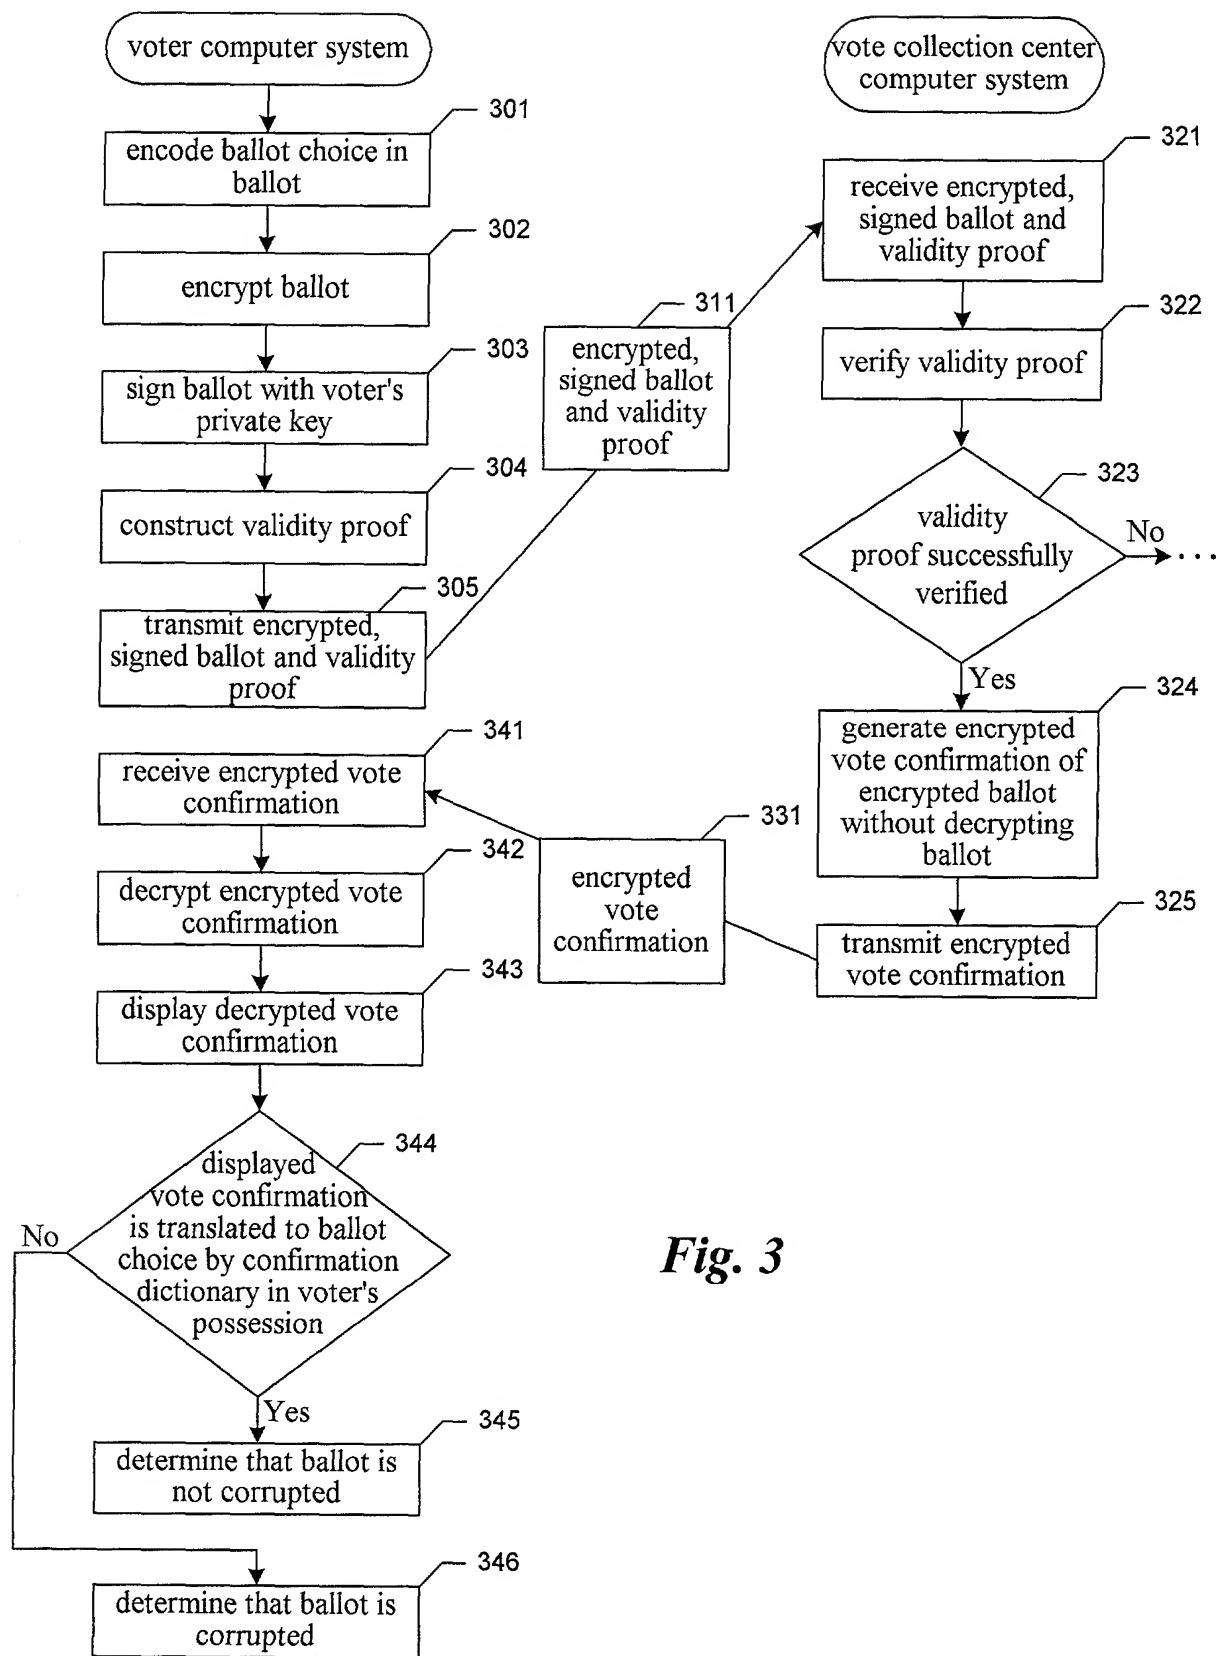 voter computer system
301
encode ballot choice in
ballot
302
encrypt ballot
303
sign ballot with voter's
private key
304
construct validity proof
305
transmit encrypted,
signed ballot and validity
proof
311
encrypted,
signed ballot
and validity
proof
vote collection center
computer system
321
receive encrypted,
signed ballot and
validity proof
322
verify validity proof
323
validity
proof successfully
verified
No
...
Yes
324
generate encrypted
vote confirmation of
encrypted ballot
without decrypting
ballot
325
transmit encrypted
vote confirmation
331
encrypted
vote
confirmation
341
receive encrypted vote
confirmation
342
decrypt encrypted vote
confirmation
343
display decrypted vote
confirmation
344
displayed
vote confirmation
is translated to ballot
choice by confirmation
dictionary in voter's
possession
No
Yes
345
determine that ballot is
not corrupted
346
determine that ballot is
corrupted
Fig. 3